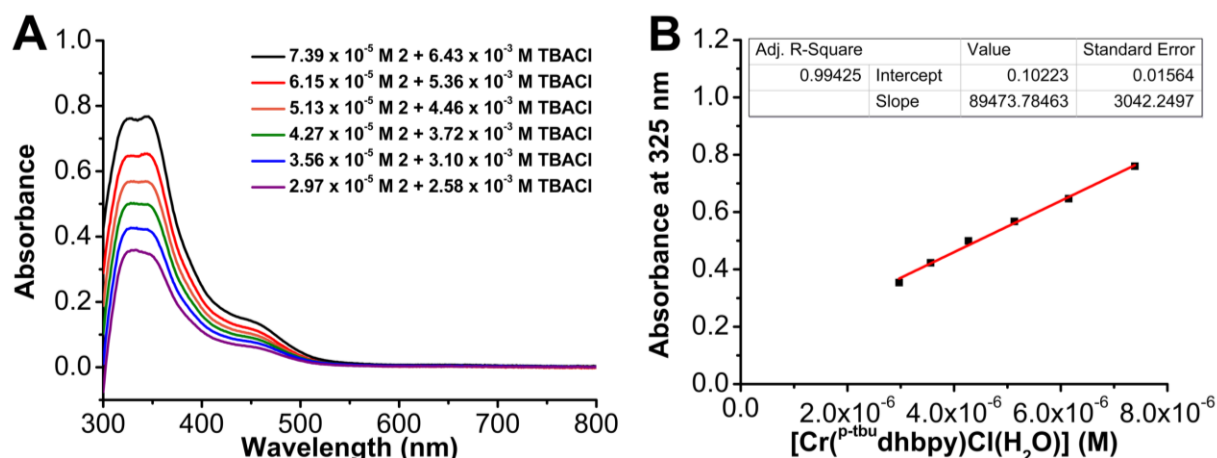 A
1.0
0.8
0.6
0.4
0.2
0.0
Absorbance
7.39 x 10⁻⁵ M 2 + 6.43 x 10⁻³ M TBACl
6.15 x 10⁻⁵ M 2 + 5.36 x 10⁻³ M TBACl
5.13 x 10⁻⁵ M 2 + 4.46 x 10⁻³ M TBACl
4.27 x 10⁻⁵ M 2 + 3.72 x 10⁻³ M TBACl
3.56 x 10⁻⁵ M 2 + 3.10 x 10⁻³ M TBACl
2.97 x 10⁻⁵ M 2 + 2.58 x 10⁻³ M TBACl
300 400 500 600 700 800
Wavelength (nm)
B
1.2
1.0
0.8
0.6
0.4
0.2
0.0
Absorbance at 325 nm
Adj. R-Square Value Standard Error
0.99425 Intercept 0.10223 0.01564
Slope 89473.78463 3042.2497
0.0 2.0x10⁻⁶ 4.0x10⁻⁶ 6.0x10⁻⁶ 8.0x10⁻⁶
[Cr(ᵖ⁻ᵗᵇᵘdhbpy)Cl(H₂O)] (M)